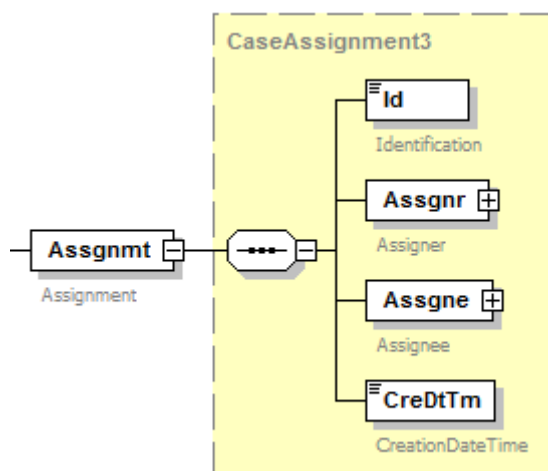 CaseAssignment3
Id
Identification
Assgnr
Assigner
Assgnmt
Assignment
Assgne
Assignee
CreDtTm
CreationDateTime